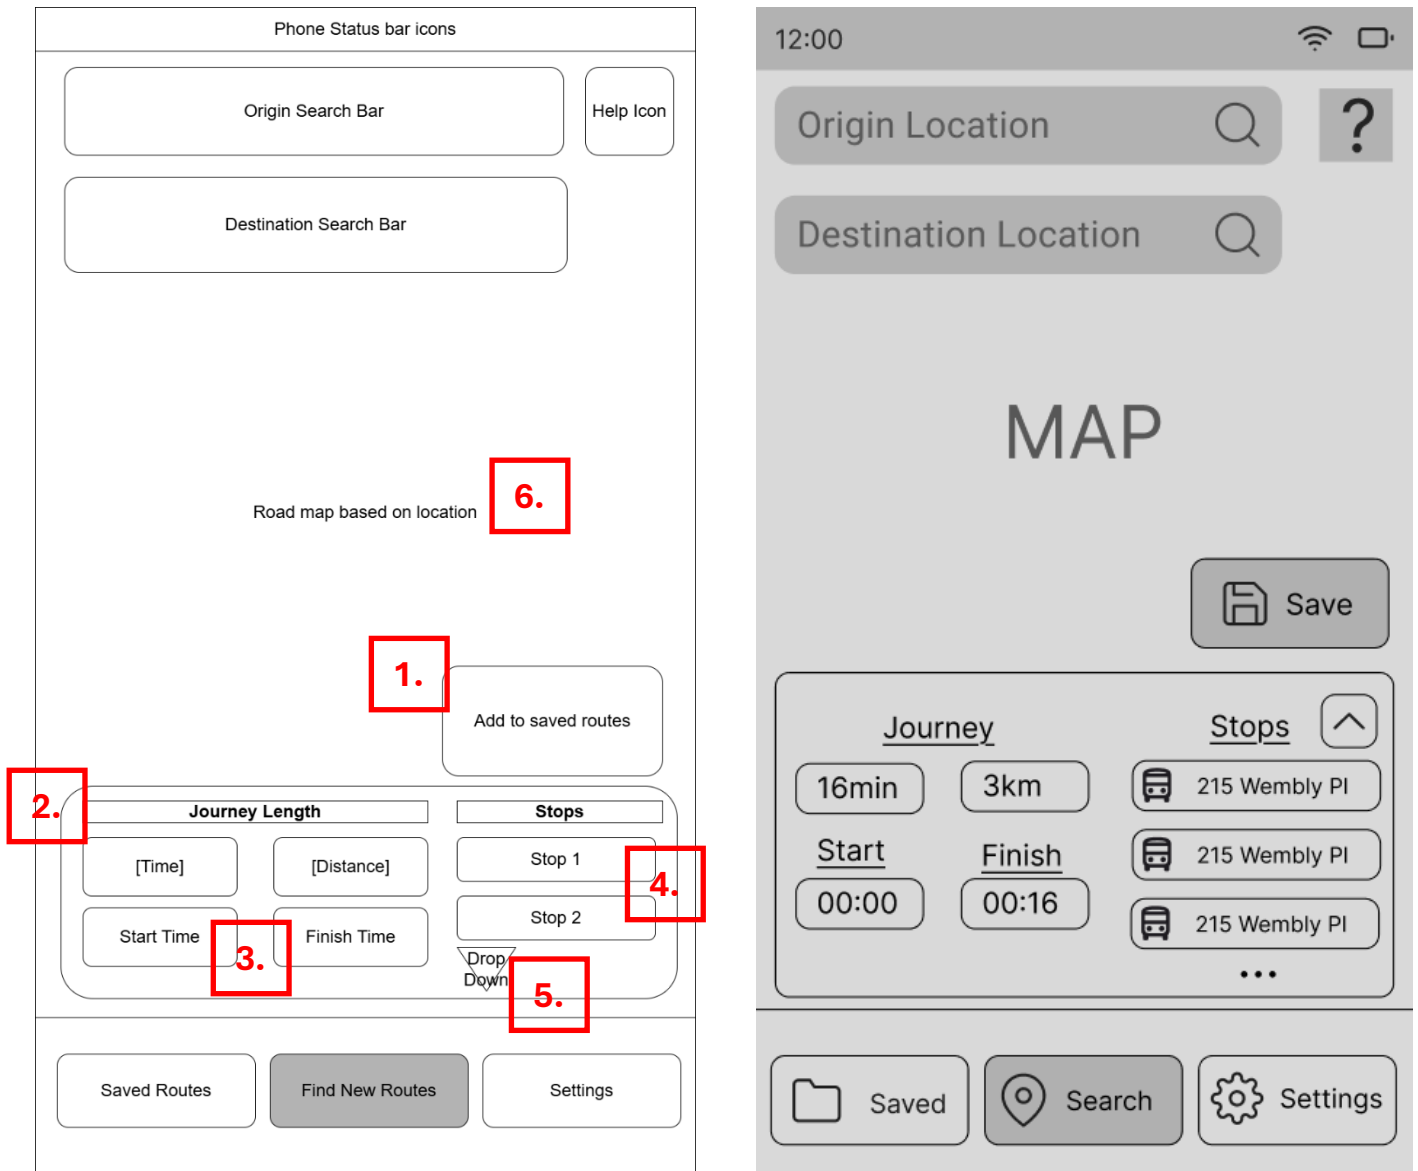 Phone Status bar icons
Origin Search Bar
Help Icon
Destination Search Bar
6.
Road map based on location
1.
Add to saved routes
2.
Journey Length
Stops
[Time]
[Distance]
Stop 1
4.
Start Time
3.
Finish Time
Stop 2
Drop
Down
5.
Saved Routes
Find New Routes
Settings
12:00
Origin Location
?
Destination Location
MAP
Save
Journey
Stops
16min
3km
215 Wembly Pl
Start
Finish
215 Wembly Pl
00:00
00:16
215 Wembly Pl
...
Saved
Search
Settings